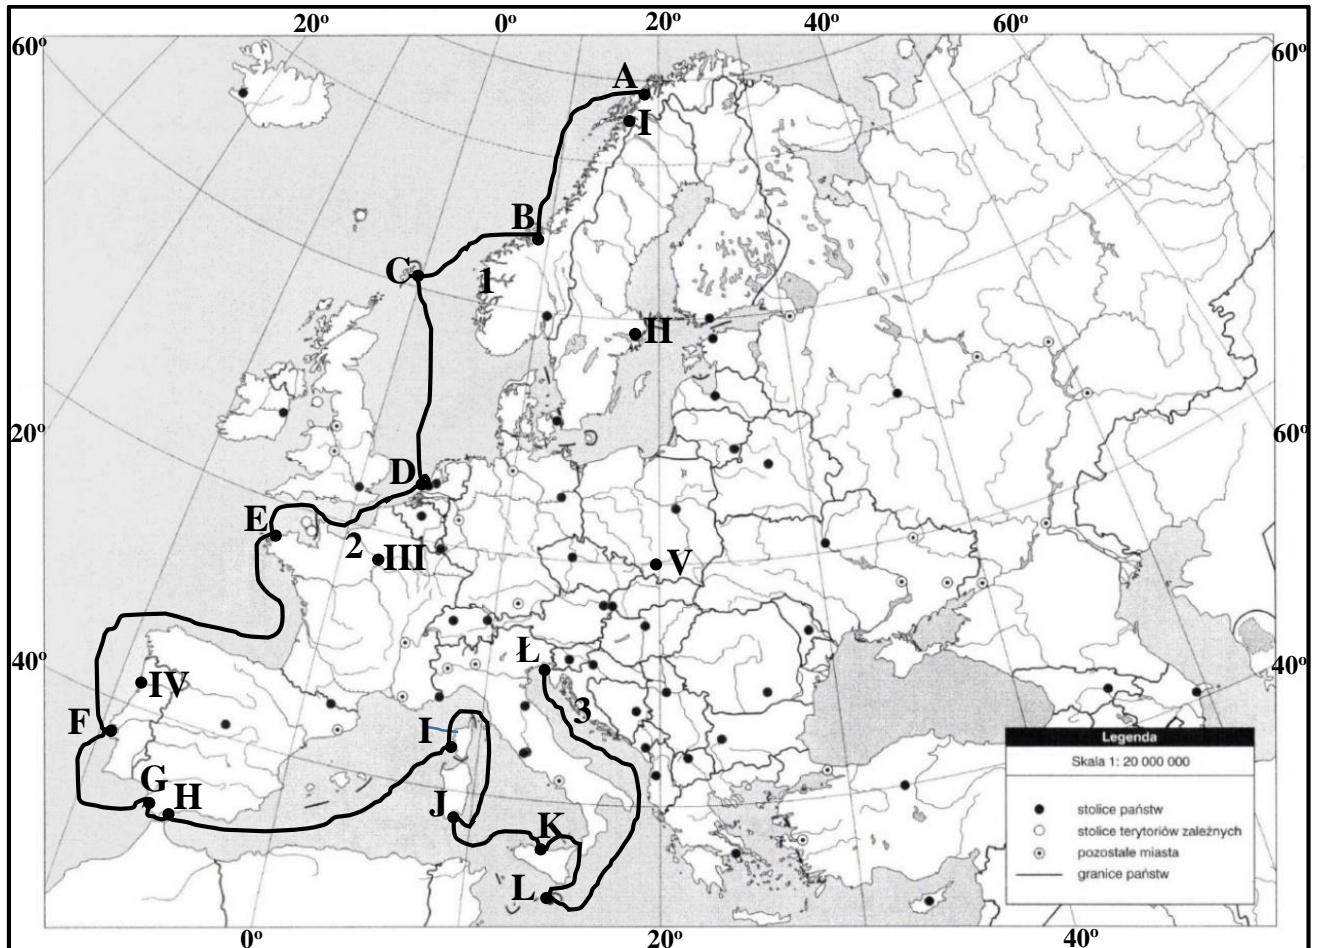 20º 0º 20º 40º 60º
60º 60º
A
I
B
C
1
II
20º 60º
D
E
2 III
V
Ł
40º 40º
IV
3
F
I
Legenda
Skala 1: 20 000 000
G
H
J
K
stolice państw
stolice terytoriów zależnych
pozostałe miasta
granice państw
L
0º 20º 40º